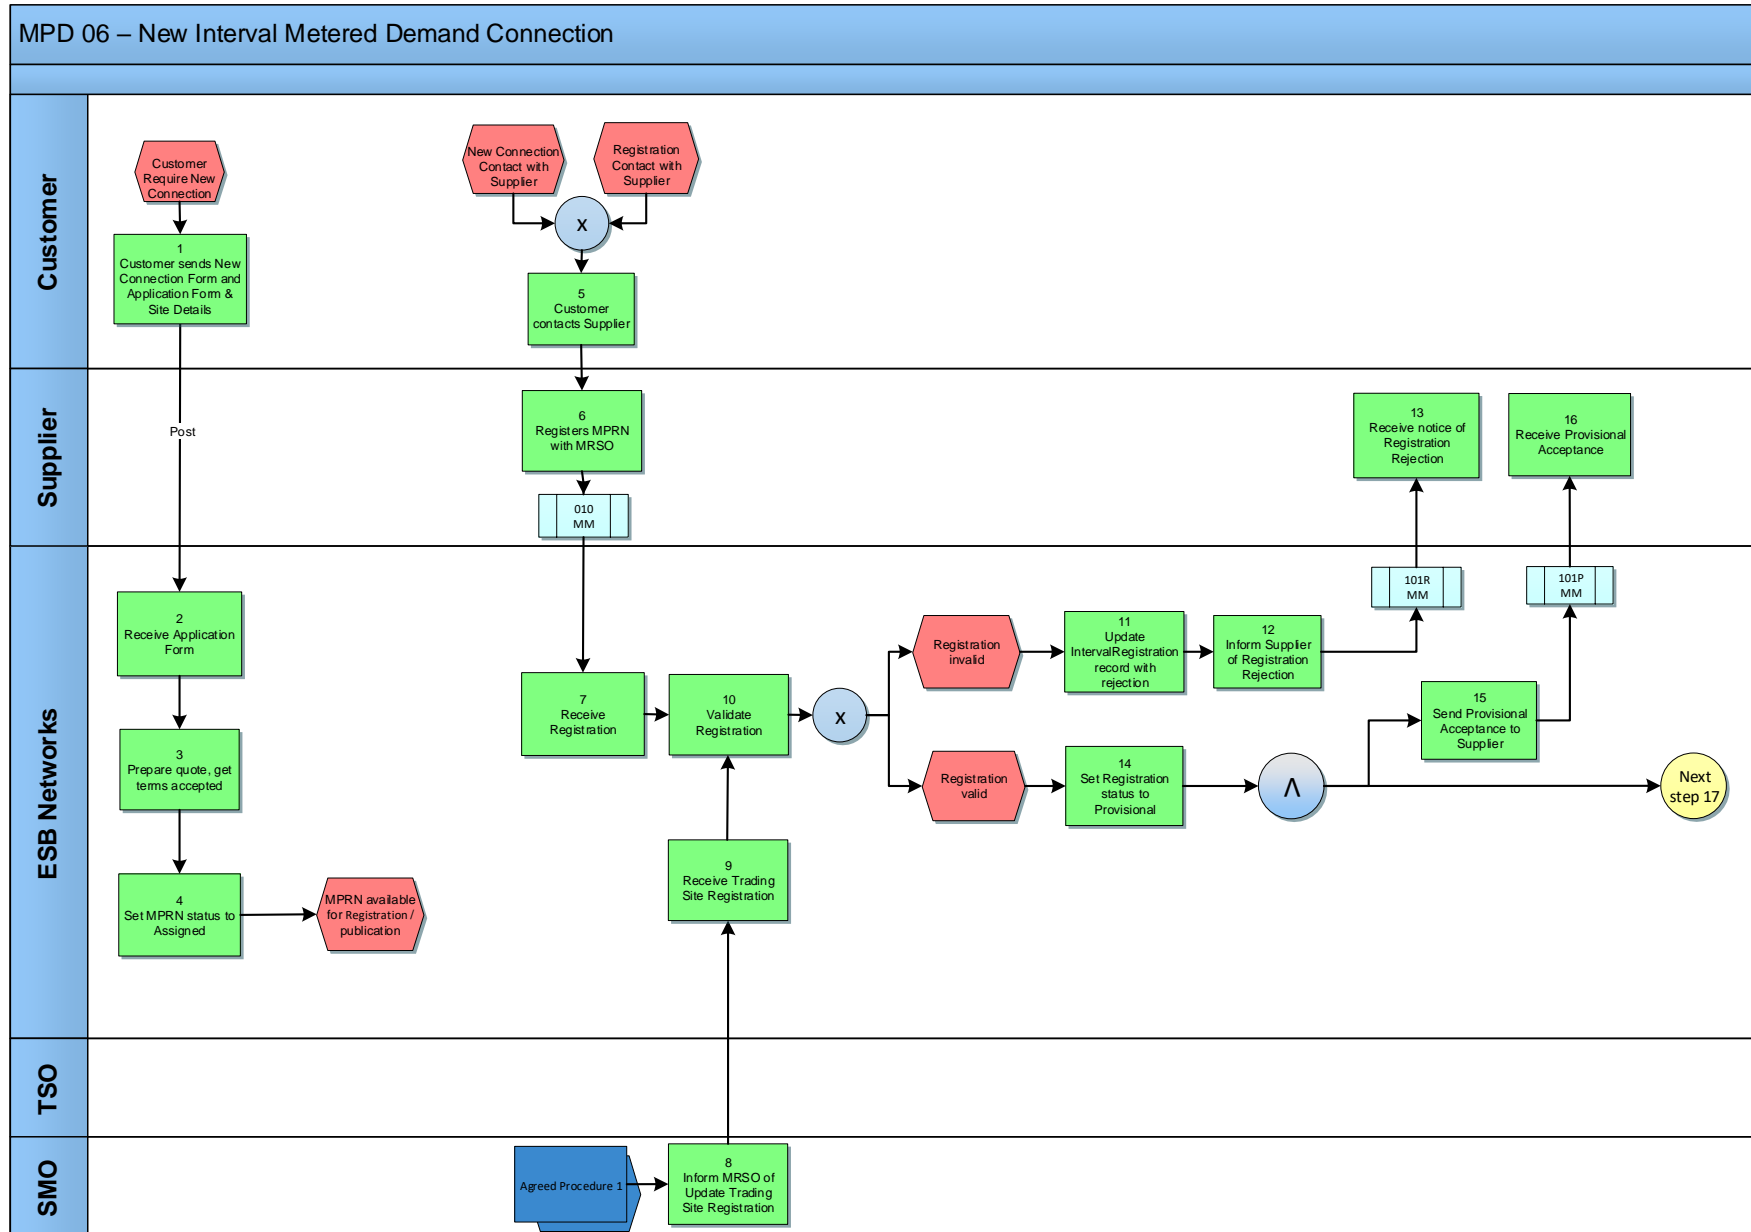 MPD 06 – New Interval Metered Demand Connection
Customer
Customer
Require New
Connection
1
Customer sends New
Connection Form and
Application Form &
Site Details
New Connection
Contact with
Supplier
Registration
Contact with
Supplier
X
5
Customer
contacts Supplier
Supplier
Post
6
Registers MPRN
with MRSO
010
MM
13
Receive notice of
Registration
Rejection
16
Receive Provisional
Acceptance
ESB Networks
2
Receive Application
Form
3
Prepare quote, get
terms accepted
4
Set MPRN status to
Assigned
MPRN available
for Registration /
publication
7
Receive
Registration
10
Validate
Registration
9
Receive Trading
Site Registration
X
Registration
invalid
11
Update
IntervalRegistration
record with
rejection
12
Inform Supplier
of Registration
Rejection
101R
MM
101P
MM
Registration
valid
14
Set Registration
status to
Provisional
Λ
15
Send Provisional
Acceptance to
Supplier
Next
step 17
TSO
SMO
Agreed Procedure 1
8
Inform MRSO of
Update Trading
Site Registration